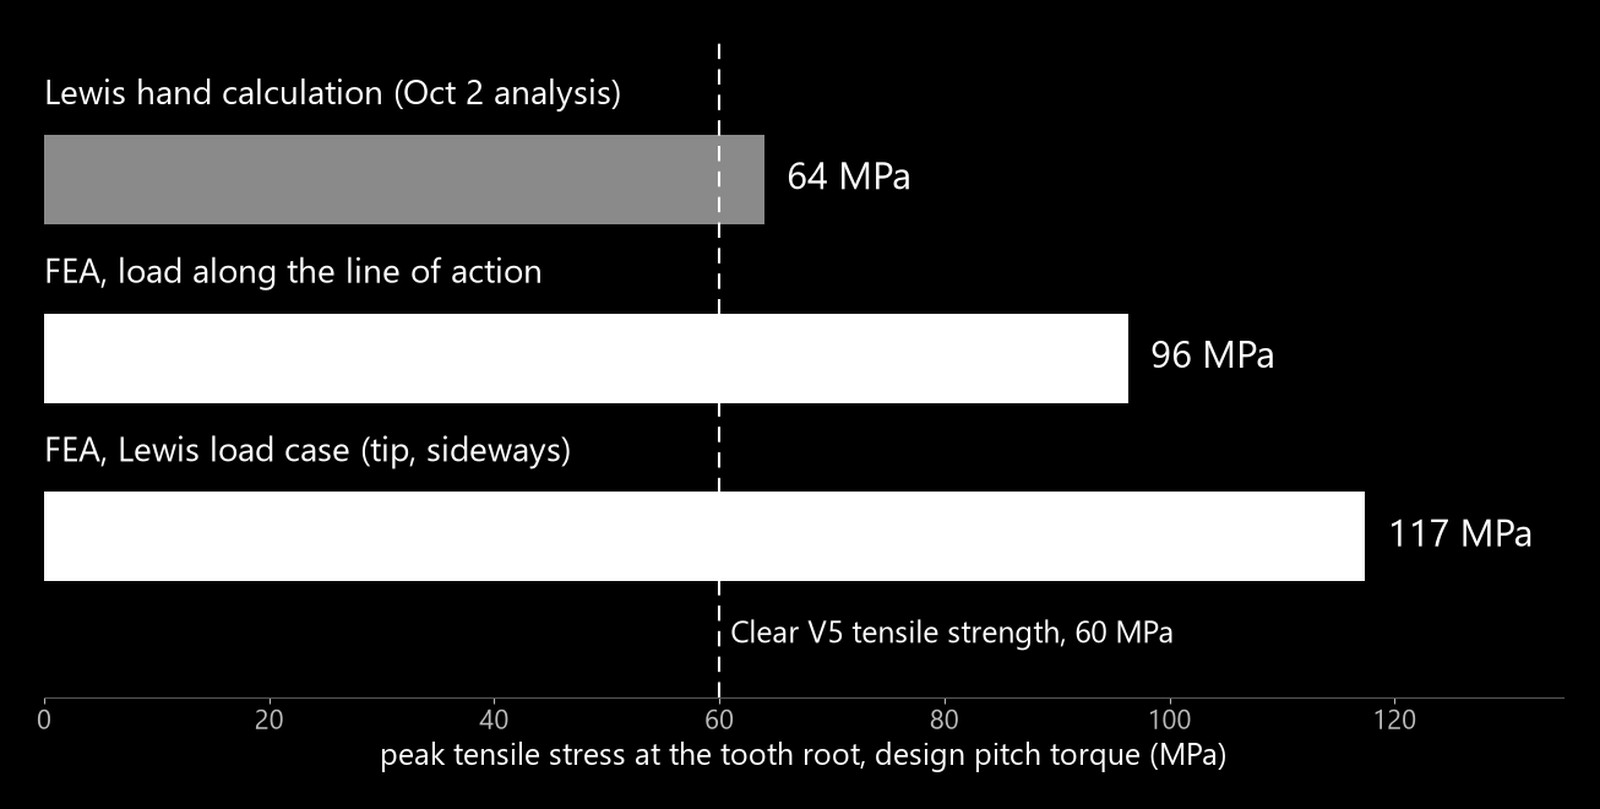 Lewis hand calculation (Oct 2 analysis)
64 MPa
FEA, load along the line of action
96 MPa
FEA, Lewis load case (tip, sideways)
117 MPa
Clear V5 tensile strength, 60 MPa
0 20 40 60 80 100 120
peak tensile stress at the tooth root, design pitch torque (MPa)